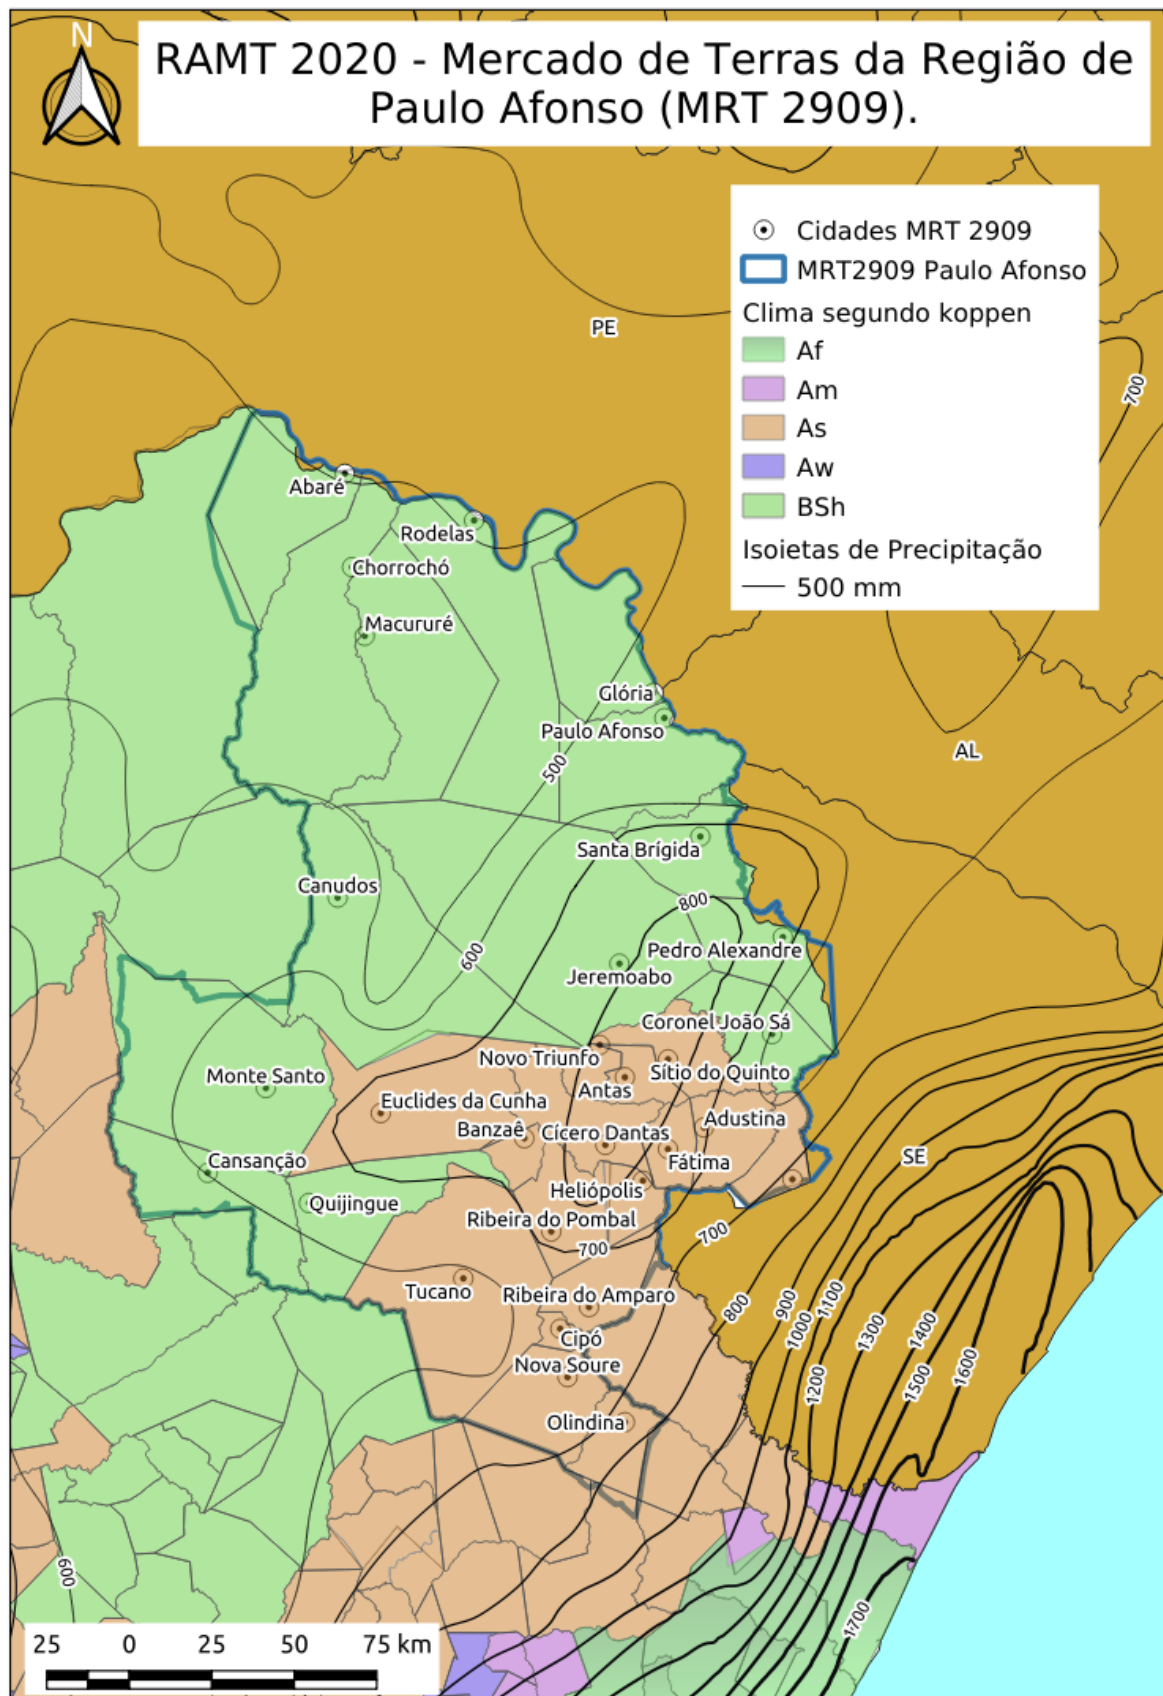 N
RAMT 2020 - Mercado de Terras da Região de
Paulo Afonso (MRT 2909).
Cidades MRT 2909
MRT2909 Paulo Afonso
Clima segundo koppen
Af
Am
As
Aw
BSh
Isoietas de Precipitação
500 mm
PE
700
Abaré
Rodelas
Chorrochó
Macururé
Glória
Paulo Afonso
AL
500
Santa Brígida
Canudos
800
600
Pedro Alexandre
Jeremoabo
Coronel João Sá
Novo Triunfo
Sítio do Quinto
Monte Santo
Antas
Euclides da Cunha
Adustina
Banzaê
Cícero Dantas
Cansanção
Fátima
SE
Heliópolis
Quijingue
Ribeira do Pombal
700
700
Tucano
Ribeira do Amparo
800
900
1000
1100
1200
1300
1400
1500
1600
Cipó
Nova Soure
Olindina
600
1700
25 0 25 50 75 km